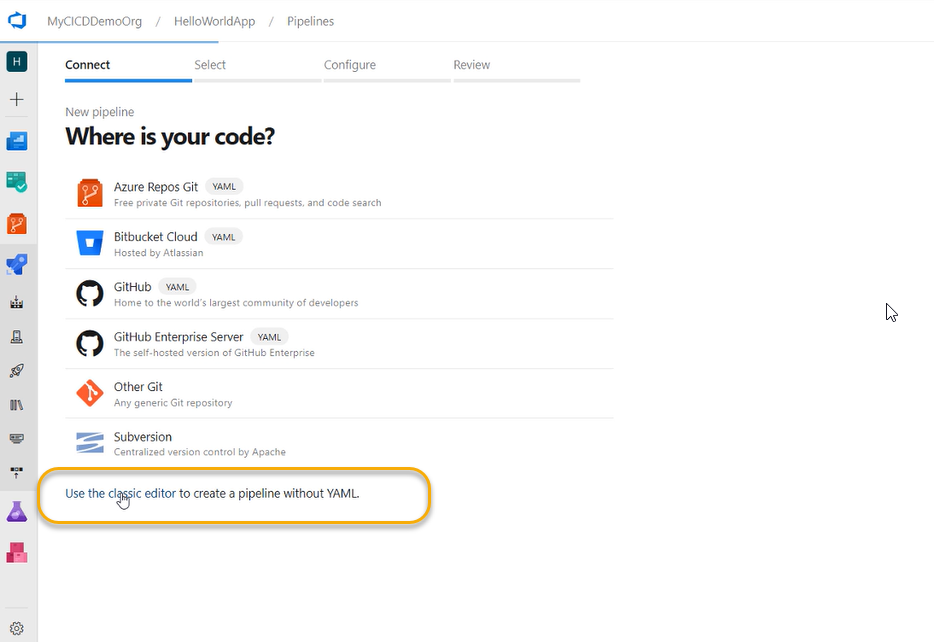 MyCICDDemoOrg / HelloWorldApp / Pipelines
H
Connect Select Configure Review
New pipeline
Where is your code?
Azure Repos Git YAML
Free private Git repositories, pull requests, and code search
Bitbucket Cloud YAML
Hosted by Atlassian
GitHub YAML
Home to the world's largest community of developers
GitHub Enterprise Server YAML
The self-hosted version of GitHub Enterprise
Other Git
Any generic Git repository
Subversion
Centralized version control by Apache
Use the classic editor to create a pipeline without YAML.